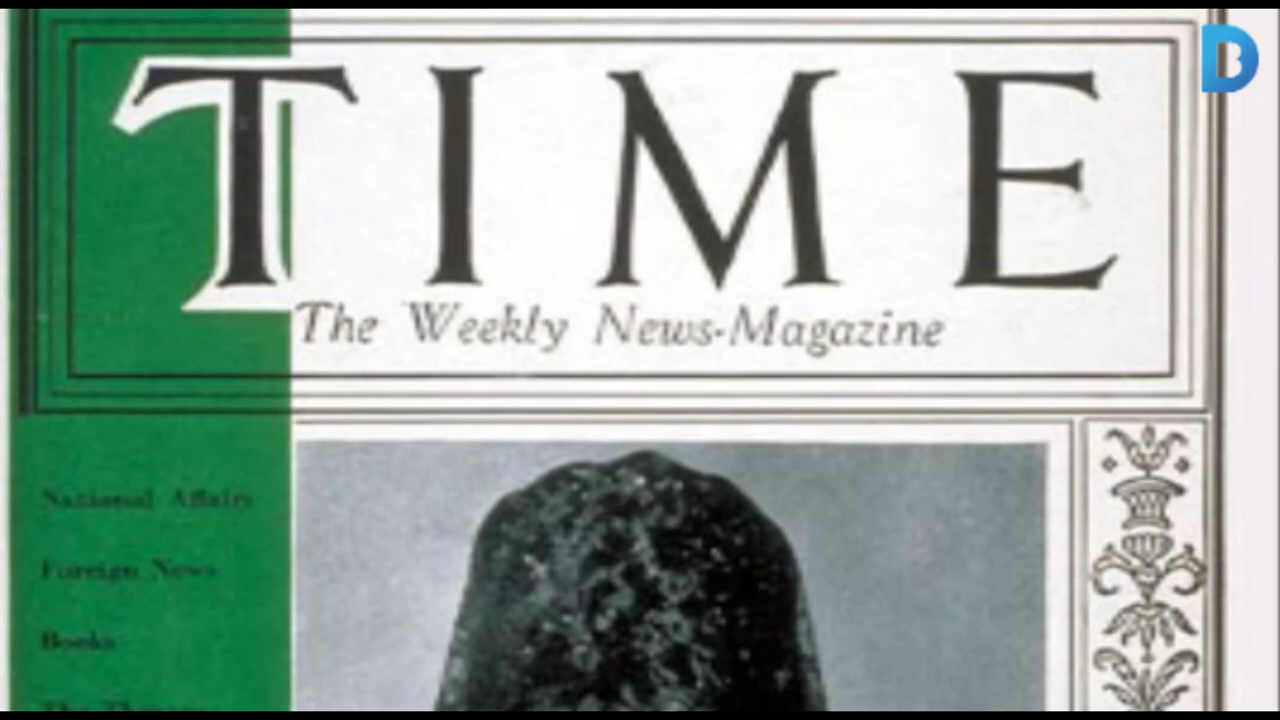 TIME
The Weekly News-Magazine
National Affairs
Foreign News
Books